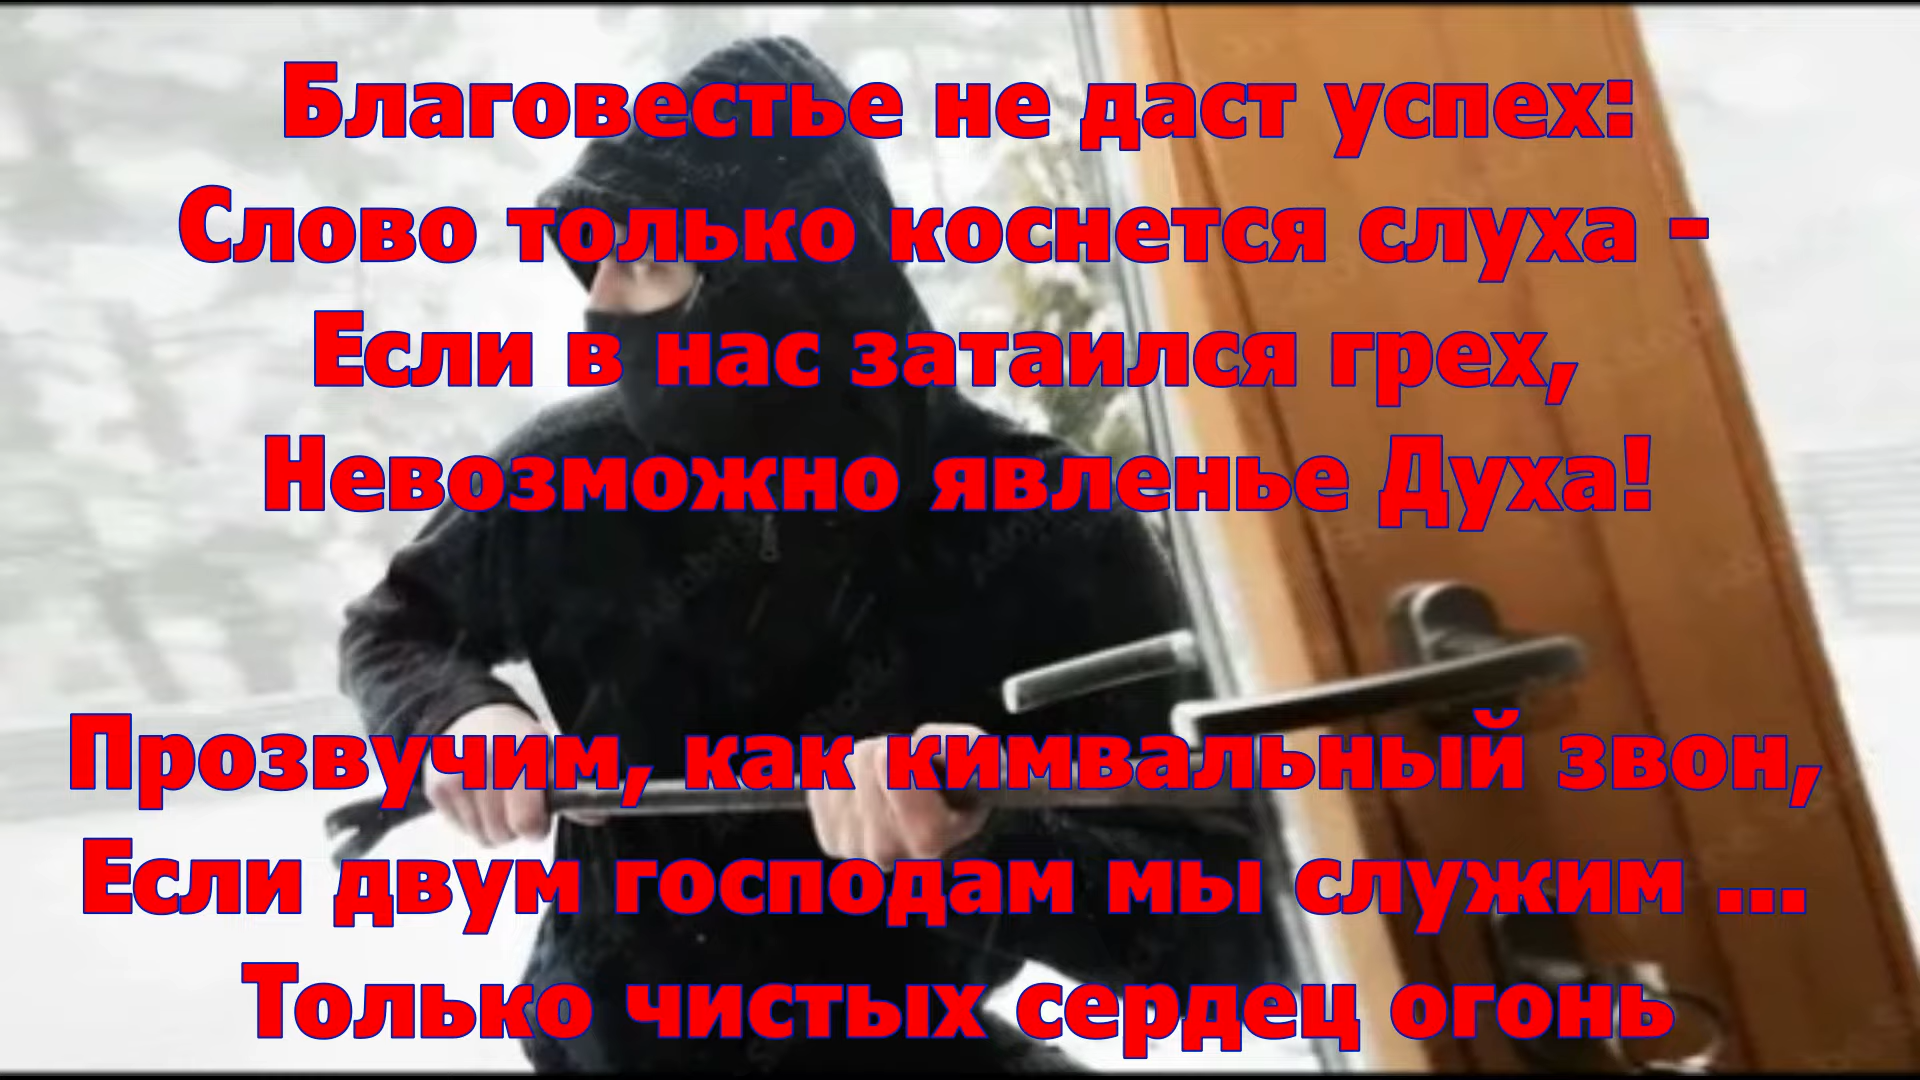 Благовестье не даст успех:
Слово только коснется слуха -
Если в нас затаился грех,
Невозможно явленье Духа!
Прозвучим, как кимвальный звон,
Если двум господам мы служим ...
Только чистых сердец огонь